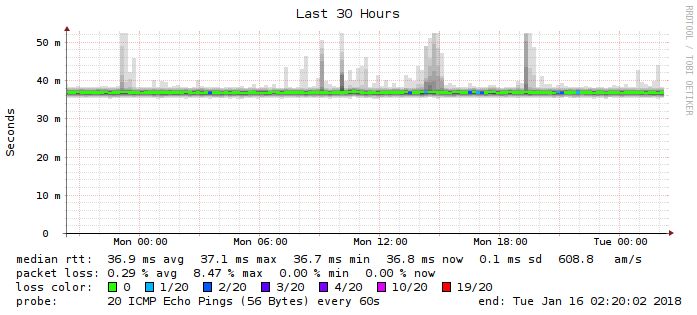 Last 30 Hours
RRDTOOL / TOBI OETIKER
Seconds
50 m
40 m
30 m
20 m
10 m
0
Mon 00:00 Mon 06:00 Mon 12:00 Mon 18:00 Tue 00:00
median rtt: 36.9 ms avg 37.1 ms max 36.7 ms min 36.8 ms now 0.1 ms sd 608.8 am/s
packet loss: 0.29 % avg 8.47 % max 0.00 % min 0.00 % now
loss color: 0 1/20 2/20 3/20 4/20 10/20 19/20
probe: 20 ICMP Echo Pings (56 Bytes) every 60s end: Tue Jan 16 02:20:02 2018